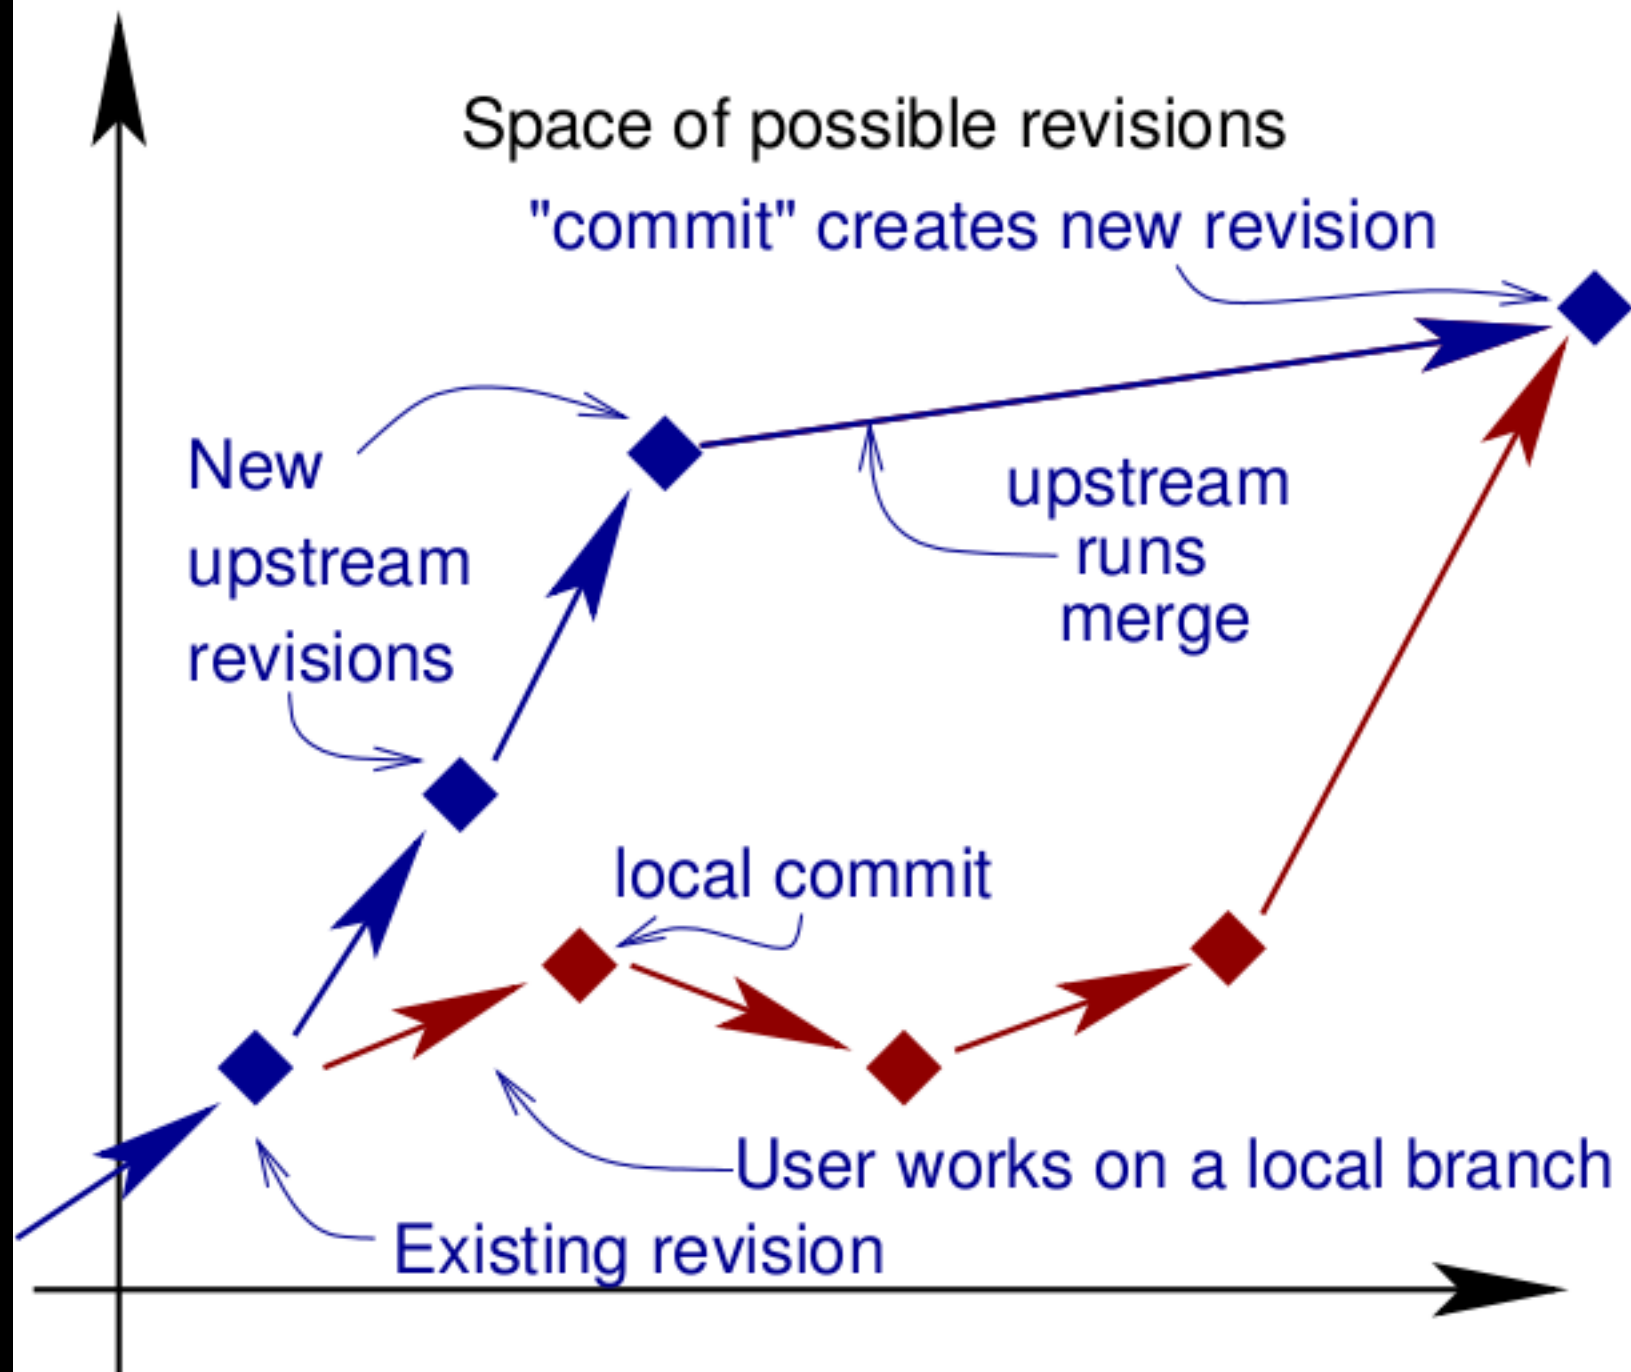 Space of possible revisions
"commit" creates new revision
New
upstream
revisions
upstream
runs
merge
local commit
User works on a local branch
Existing revision